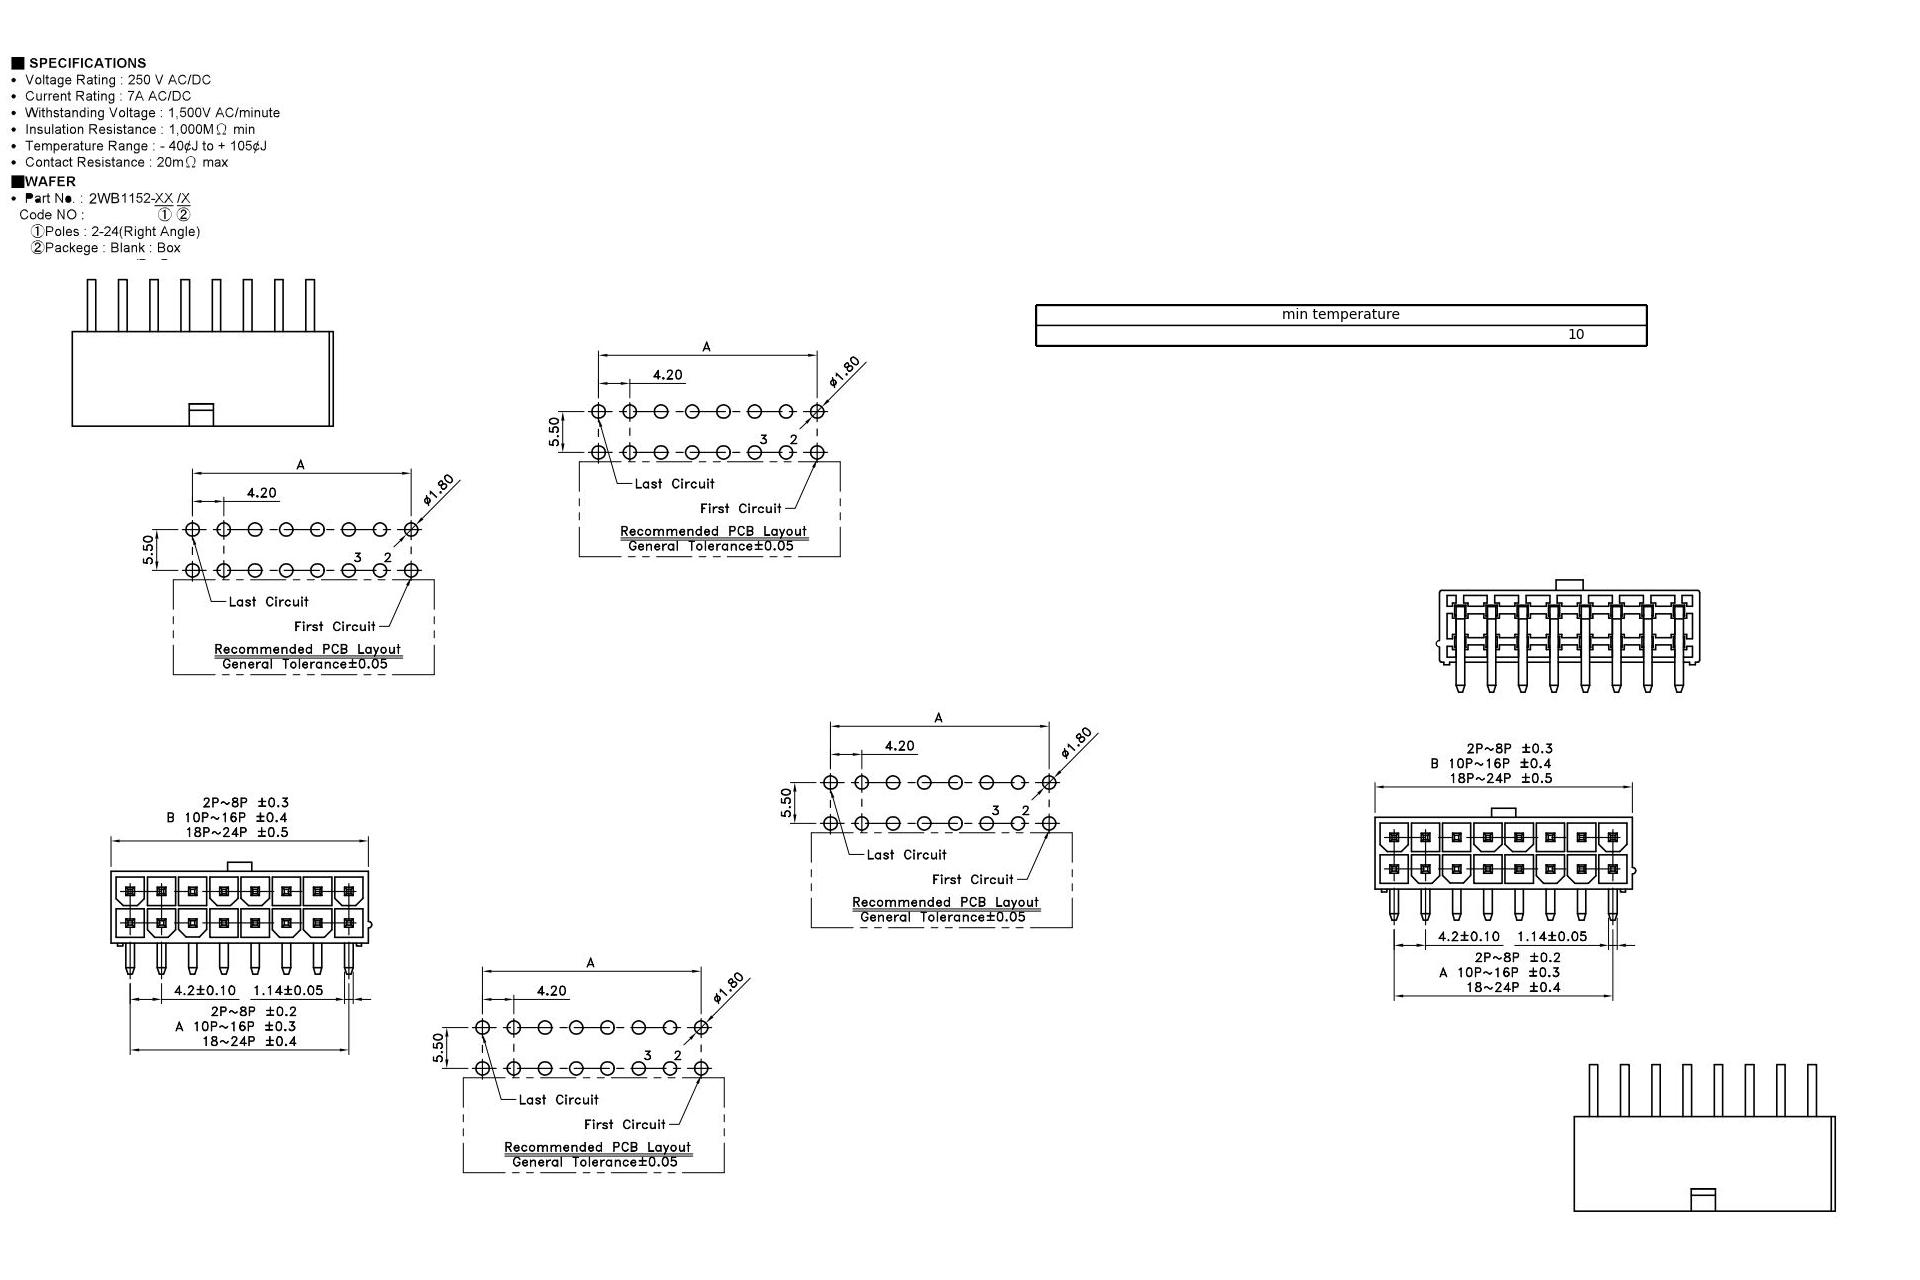 ■ SPECIFICATIONS
• Voltage Rating : 250 V AC/DC
• Current Rating : 7A AC/DC
• Withstanding Voltage : 1,500V AC/minute
• Insulation Resistance : 1,000MΩ min
• Temperature Range : - 40¢J to + 105¢J
• Contact Resistance : 20mΩ max
■WAFER
• Part No. : 2WB1152-XX /X
Code NO : ① ②
①Poles : 2-24(Right Angle)
②Packege : Blank : Box
min temperature
10
A
4.20
ø1.80
5.50
3 2
Last Circuit
First Circuit
Recommended PCB Layout
General Tolerance±0.05
A
4.20
ø1.80
5.50
3 2
Last Circuit
First Circuit
Recommended PCB Layout
General Tolerance±0.05
A
4.20
ø1.80
5.50
3 2
Last Circuit
First Circuit
Recommended PCB Layout
General Tolerance±0.05
2P~8P ±0.3
B 10P~16P ±0.4
18P~24P ±0.5
4.2±0.10 1.14±0.05
2P~8P ±0.2
A 10P~16P ±0.3
18~24P ±0.4
2P~8P ±0.3
B 10P~16P ±0.4
18P~24P ±0.5
4.2±0.10 1.14±0.05
2P~8P ±0.2
A 10P~16P ±0.3
18~24P ±0.4
A
4.20
ø1.80
5.50
3 2
Last Circuit
First Circuit
Recommended PCB Layout
General Tolerance±0.05